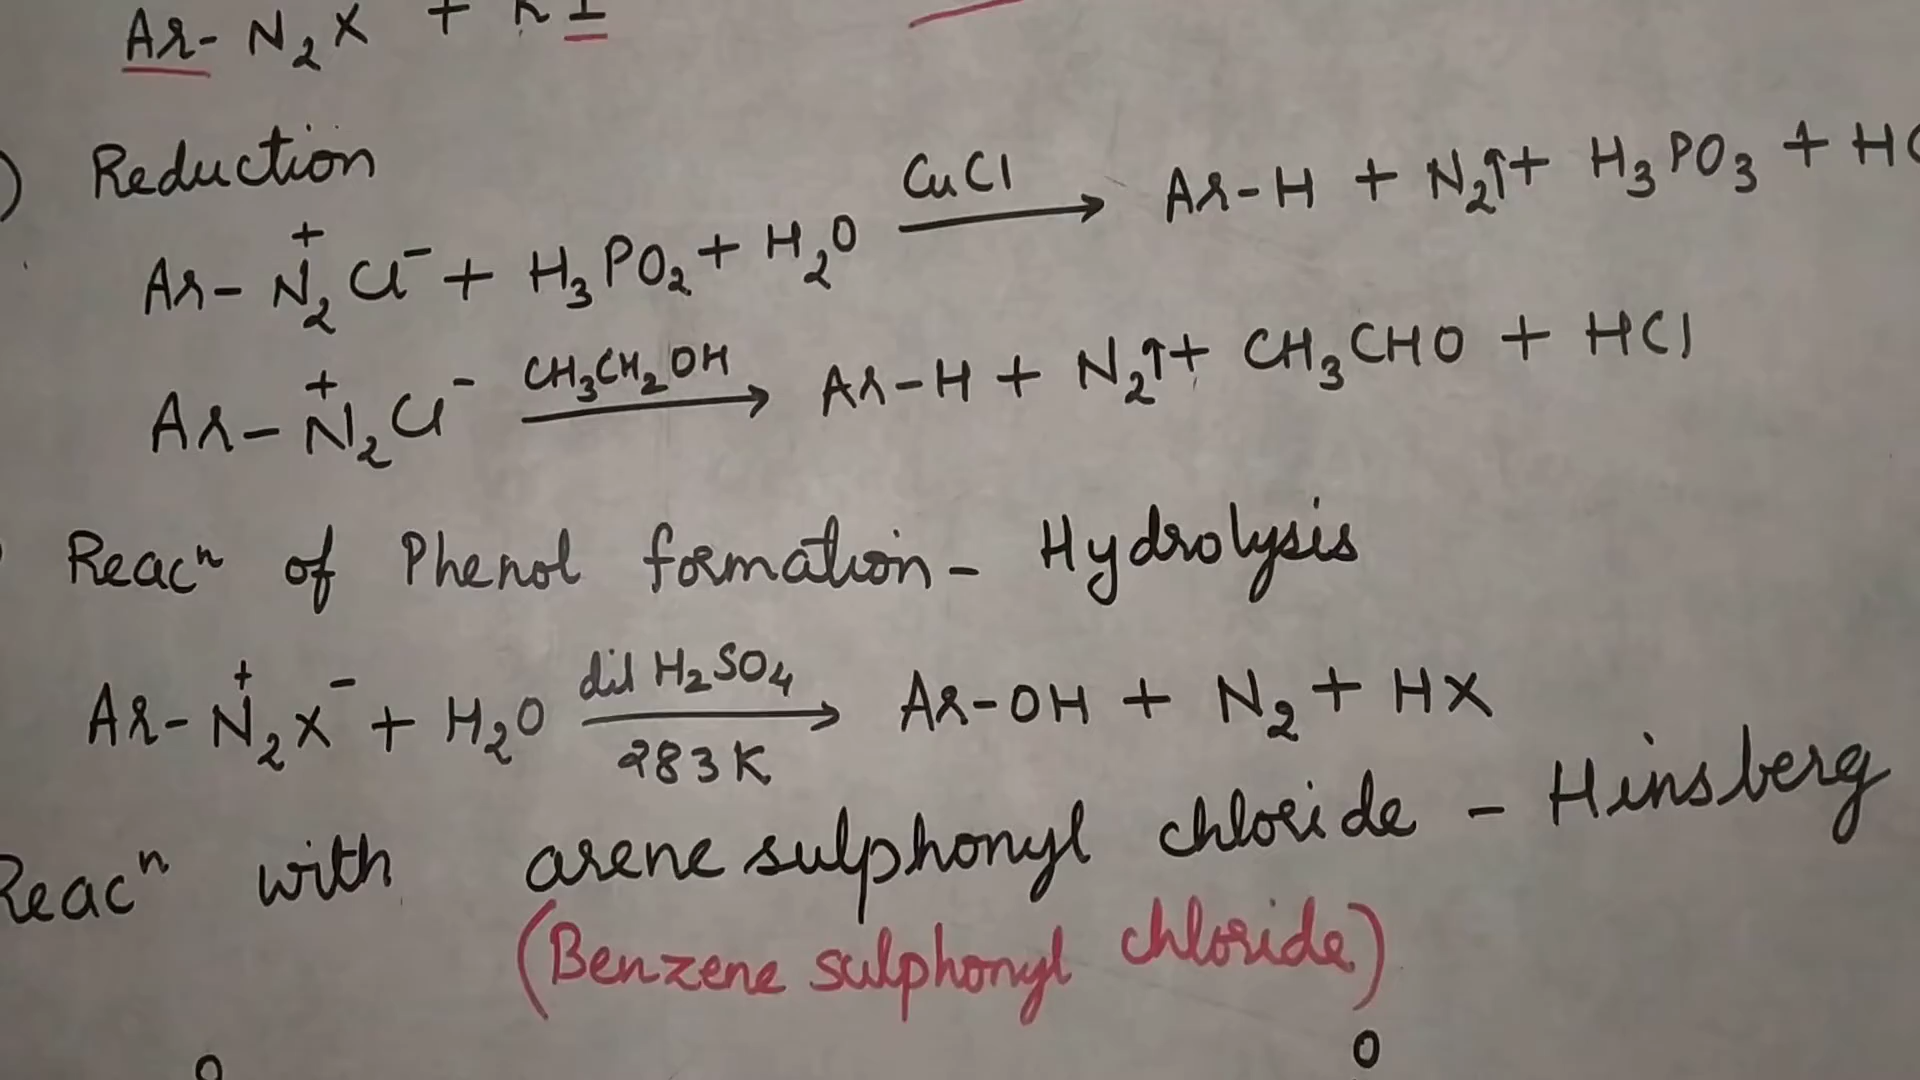 Ar- N₂X + KI
) Reduction
Ar- N₂⁺Cl⁻ + H₃PO₂ + H₂O CuCl → Ar-H + N₂↑ + H₃PO₃ + HC
Ar- N₂⁺Cl⁻ CH₃CH₂OH → Ar-H + N₂↑ + CH₃CHO + HCl
Reacⁿ of Phenol formation - Hydrolysis
Ar- N₂⁺X⁻ + H₂O dil H₂SO₄ → 283K Ar-OH + N₂ + HX
Reacⁿ with arene sulphonyl chloride - Hinsberg
(Benzene sulphonyl chloride)
O O